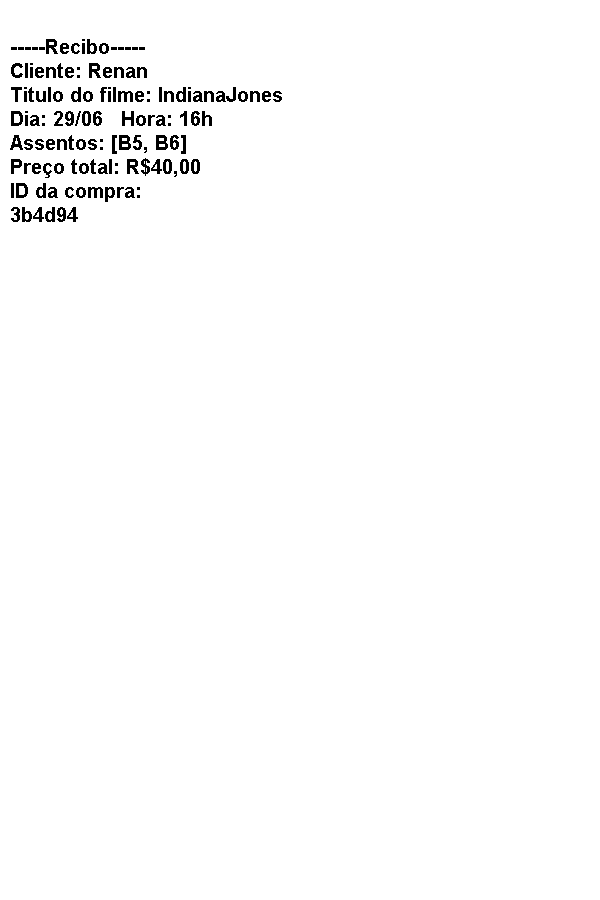 -----Recibo-----
Cliente: Renan
Titulo do filme: IndianaJones
Dia: 29/06   Hora: 16h
Assentos: [B5, B6]
Preço total: R$40,00
ID da compra:
3b4d94